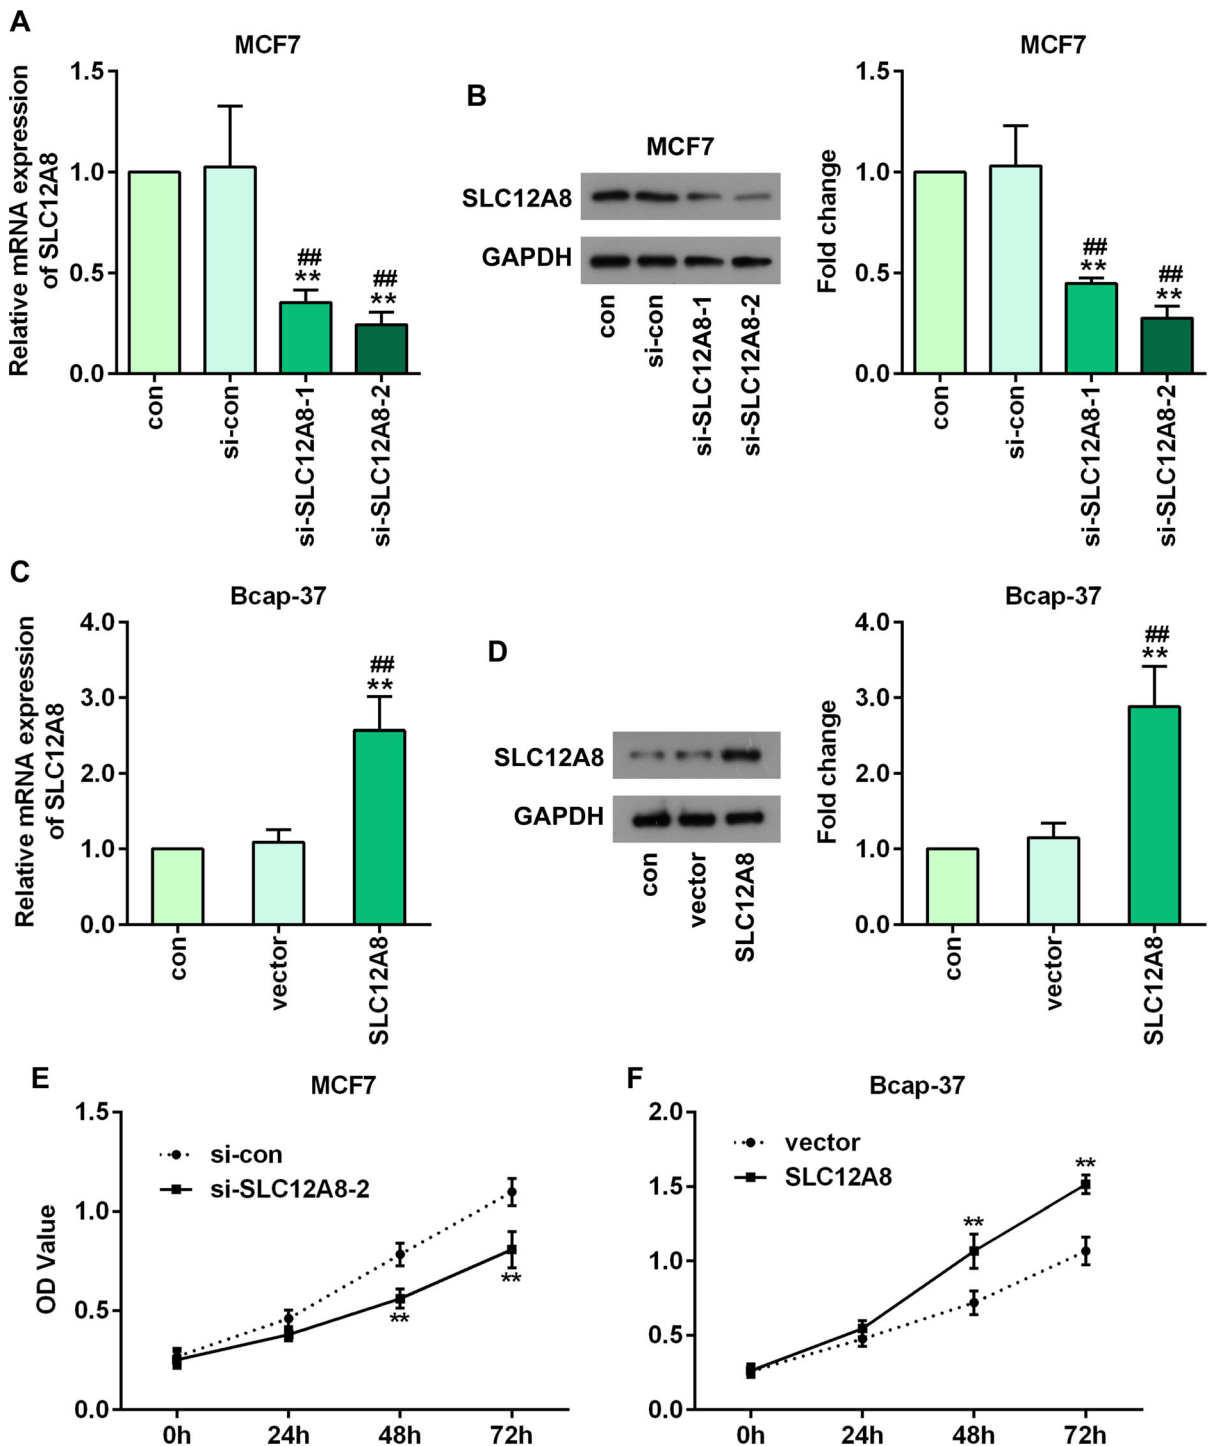 A
MCF7
Relative mRNA expression
of SLC12A8
1.5
1.0
0.5
0.0
##
**
##
**
con
si-con
si-SLC12A8-1
si-SLC12A8-2
B
MCF7
SLC12A8
GAPDH
con
si-con
si-SLC12A8-1
si-SLC12A8-2
MCF7
Fold change
1.5
1.0
0.5
0.0
##
**
##
**
con
si-con
si-SLC12A8-1
si-SLC12A8-2
C
Bcap-37
Relative mRNA expression
of SLC12A8
4.0
3.0
2.0
1.0
0.0
##
**
con
vector
SLC12A8
D
SLC12A8
GAPDH
con
vector
SLC12A8
Bcap-37
Fold change
4.0
3.0
2.0
1.0
0.0
##
**
con
vector
SLC12A8
E
MCF7
OD Value
1.5
1.0
0.5
0.0
si-con
si-SLC12A8-2
**
**
0h 24h 48h 72h
F
Bcap-37
2.0
1.5
1.0
0.5
0.0
vector
SLC12A8
**
**
0h 24h 48h 72h